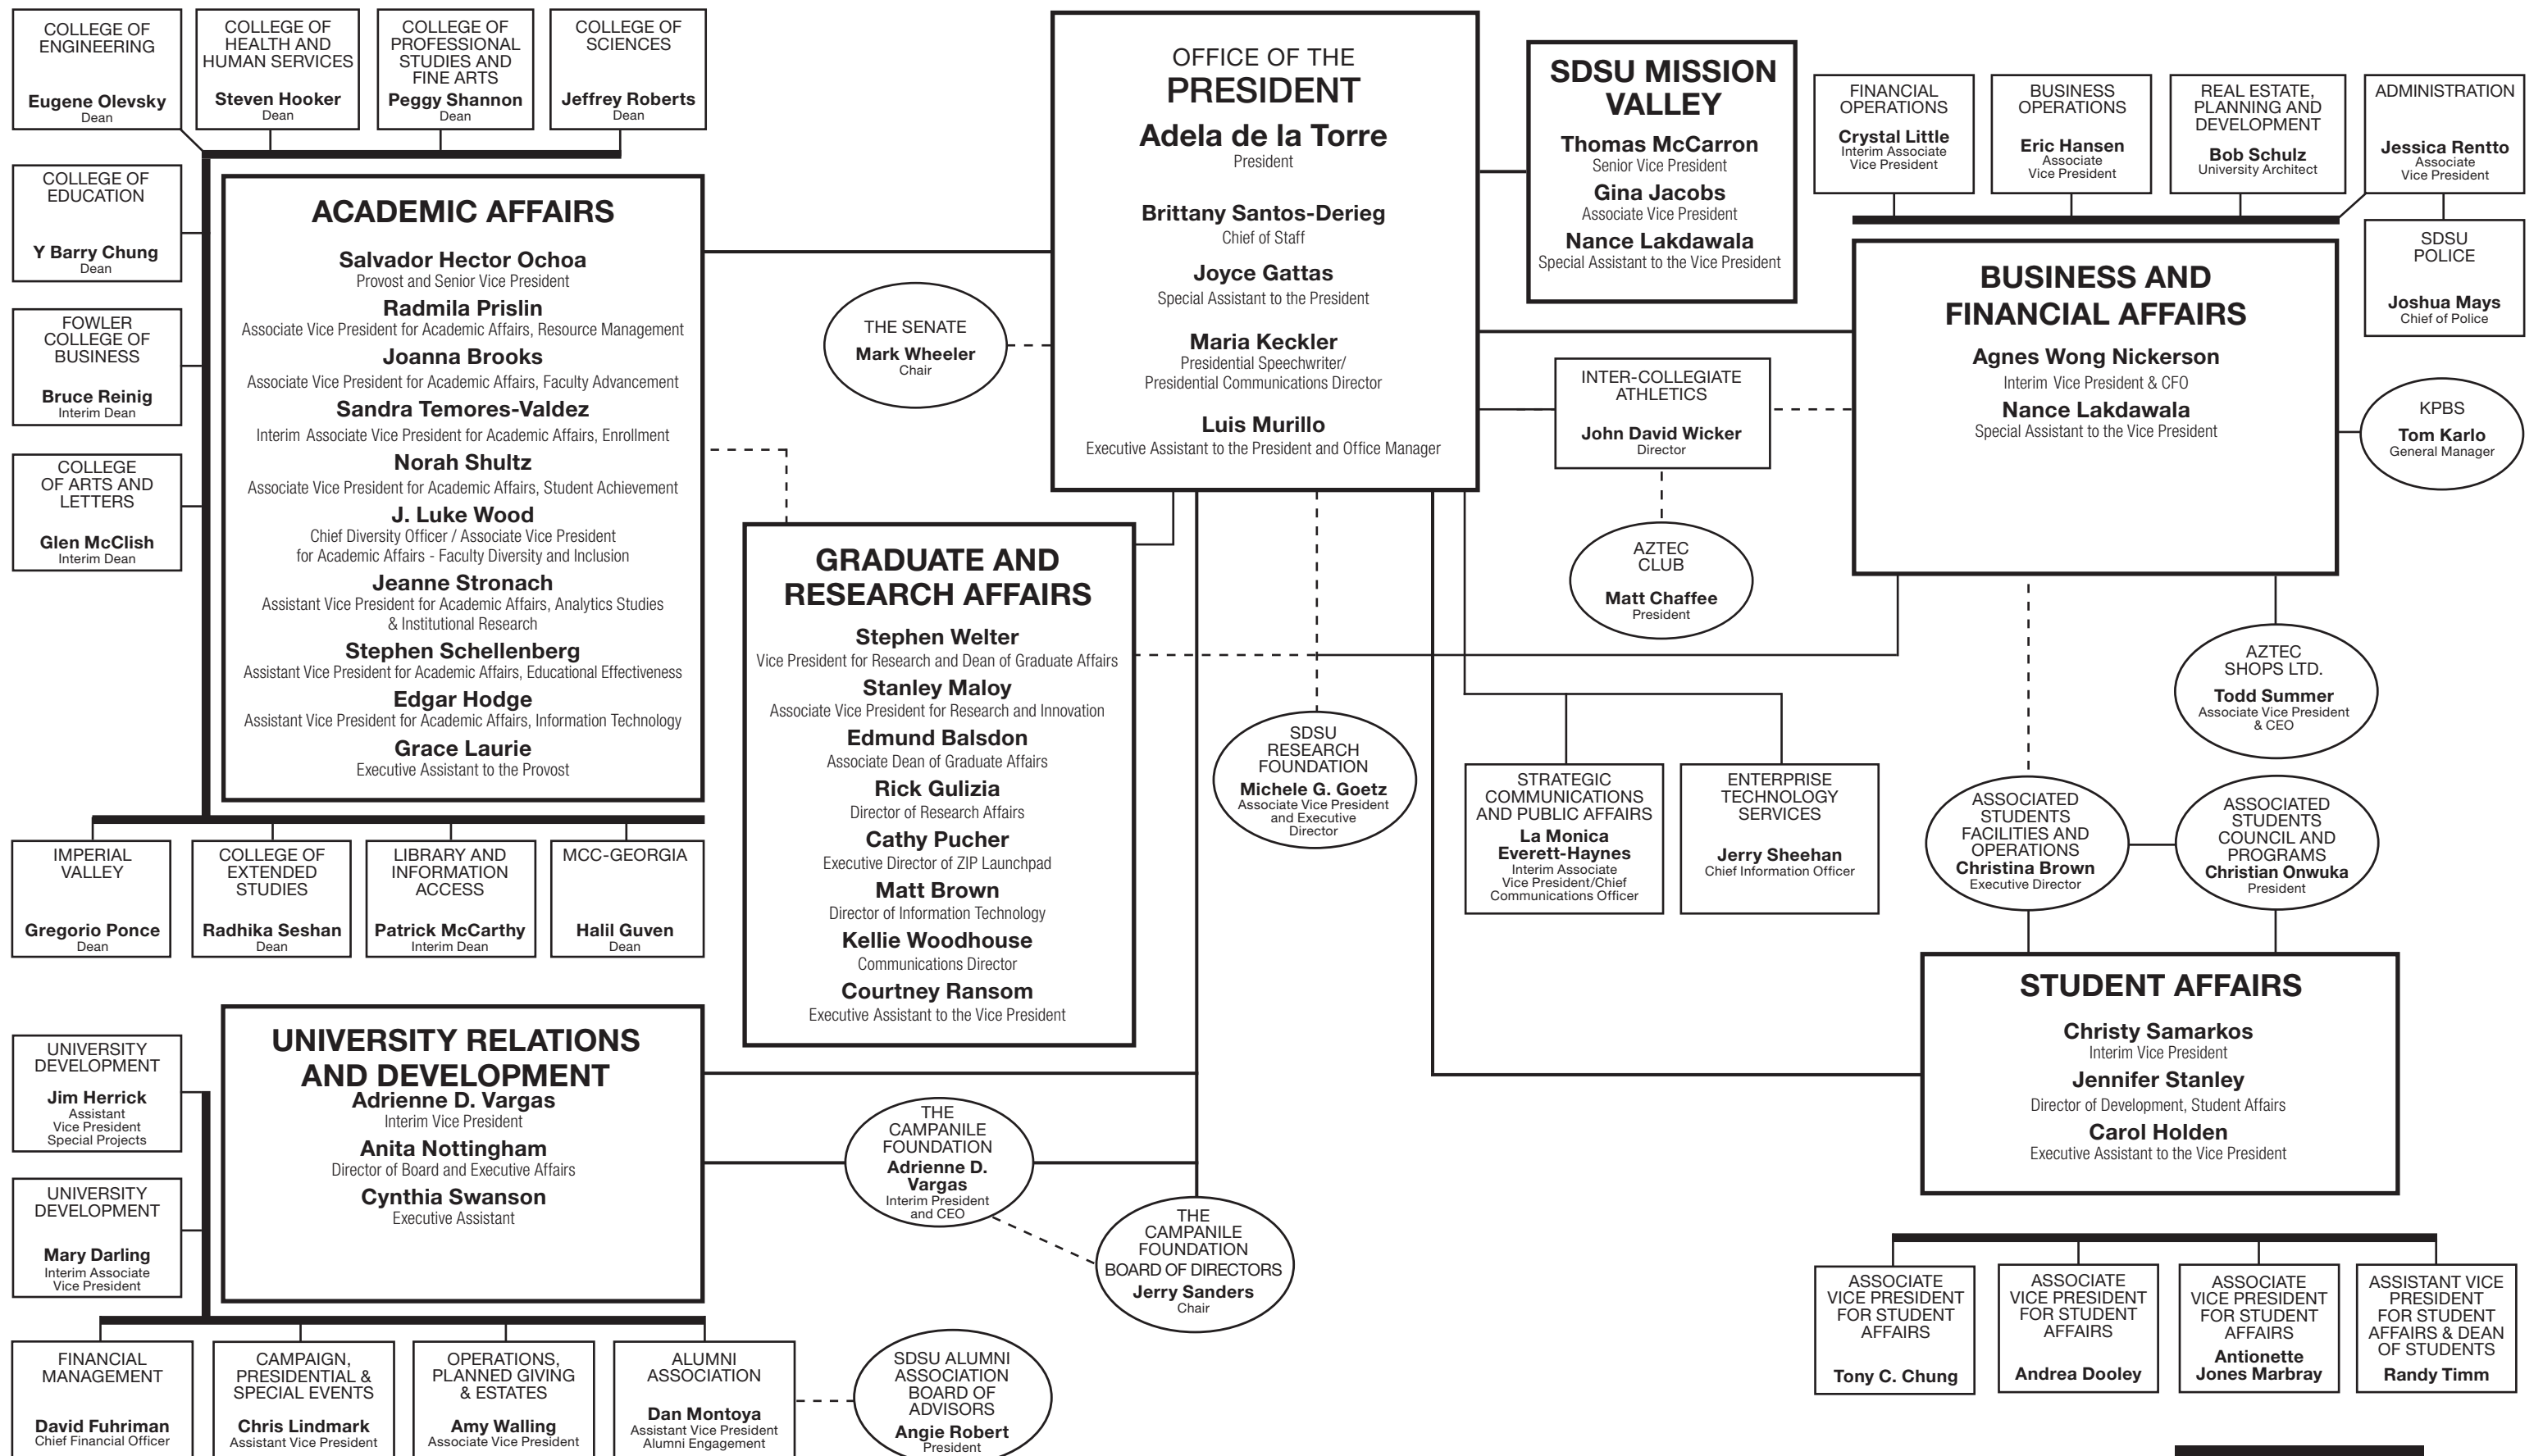 COLLEGE OF
ENGINEERING
Eugene Olevsky
Dean
COLLEGE OF
HEALTH AND
HUMAN SERVICES
Steven Hooker
Dean
COLLEGE OF
PROFESSIONAL
STUDIES AND
FINE ARTS
Peggy Shannon
Dean
COLLEGE OF
SCIENCES
Jeffrey Roberts
Dean
COLLEGE OF
EDUCATION
Y Barry Chung
Dean
FOWLER
COLLEGE OF
BUSINESS
Bruce Reinig
Interim Dean
COLLEGE
OF ARTS AND
LETTERS
Glen McClish
Interim Dean
ACADEMIC AFFAIRS
Salvador Hector Ochoa
Provost and Senior Vice President
Radmila Prislin
Associate Vice President for Academic Affairs, Resource Management
Joanna Brooks
Associate Vice President for Academic Affairs, Faculty Advancement
Sandra Temores-Valdez
Interim Associate Vice President for Academic Affairs, Enrollment
Norah Shultz
Associate Vice President for Academic Affairs, Student Achievement
J. Luke Wood
Chief Diversity Officer / Associate Vice President
for Academic Affairs - Faculty Diversity and Inclusion
Jeanne Stronach
Assistant Vice President for Academic Affairs, Analytics Studies
& Institutional Research
Stephen Schellenberg
Assistant Vice President for Academic Affairs, Educational Effectiveness
Edgar Hodge
Assistant Vice President for Academic Affairs, Information Technology
Grace Laurie
Executive Assistant to the Provost
IMPERIAL
VALLEY
Gregorio Ponce
Dean
COLLEGE OF
EXTENDED
STUDIES
Radhika Seshan
Dean
LIBRARY AND
INFORMATION
ACCESS
Patrick McCarthy
Interim Dean
MCC-GEORGIA
Halil Guven
Dean
OFFICE OF THE
PRESIDENT
Adela de la Torre
President
Brittany Santos-Derieg
Chief of Staff
Joyce Gattas
Special Assistant to the President
Maria Keckler
Presidential Speechwriter/
Presidential Communications Director
Luis Murillo
Executive Assistant to the President and Office Manager
THE SENATE
Mark Wheeler
Chair
SDSU MISSION
VALLEY
Thomas McCarron
Senior Vice President
Gina Jacobs
Associate Vice President
Nance Lakdawala
Special Assistant to the Vice President
FINANCIAL
OPERATIONS
Crystal Little
Interim Associate
Vice President
BUSINESS
OPERATIONS
Eric Hansen
Associate
Vice President
REAL ESTATE,
PLANNING AND
DEVELOPMENT
Bob Schulz
Associate
University Architect
ADMINISTRATION
Jessica Rentto
Associate
Vice President
SDSU
POLICE
Joshua Mays
Chief of Police
BUSINESS AND
FINANCIAL AFFAIRS
Agnes Wong Nickerson
Interim Vice President & CFO
Nance Lakdawala
Special Assistant to the Vice President
INTER-COLLEGIATE
ATHLETICS
John David Wicker
Director
KPBS
Tom Karlo
General Manager
AZTEC
CLUB
Matt Chaffee
President
AZTEC
SHOPS LTD.
Todd Summer
Associate Vice President
& CEO
GRADUATE AND
RESEARCH AFFAIRS
Stephen Welter
Vice President for Research and Dean of Graduate Affairs
Stanley Maloy
Associate Vice President for Research and Innovation
Edmund Balsdon
Associate Dean of Graduate Affairs
Rick Gulizia
Director of Research Affairs
Cathy Pucher
Executive Director of ZIP Launchpad
Matt Brown
Director of Information Technology
Kellie Woodhouse
Communications Director
Courtney Ransom
Executive Assistant to the Vice President
SDSU
RESEARCH
FOUNDATION
Michele G. Goetz
Associate Vice President
and Executive
Director
STRATEGIC
COMMUNICATIONS
AND PUBLIC AFFAIRS
La Monica
Everett-Haynes
Interim Associate
Vice President/Chief
Communications Officer
ENTERPRISE
TECHNOLOGY
SERVICES
Jerry Sheehan
Chief Information Officer
ASSOCIATED
STUDENTS
FACILITIES AND
OPERATIONS
Christina Brown
Executive Director
ASSOCIATED
STUDENTS
COUNCIL AND
PROGRAMS
Christian Onwuka
President
STUDENT AFFAIRS
Christy Samarkos
Interim Vice President
Jennifer Stanley
Director of Development, Student Affairs
Carol Holden
Executive Assistant to the Vice President
ASSOCIATE
VICE PRESIDENT
FOR STUDENT
AFFAIRS
Tony C. Chung
ASSOCIATE
VICE PRESIDENT
FOR STUDENT
AFFAIRS
Andrea Dooley
ASSOCIATE
VICE PRESIDENT
FOR STUDENT
AFFAIRS
Antionette
Jones Marbray
ASSISTANT VICE
PRESIDENT
FOR STUDENT
AFFAIRS & DEAN
OF STUDENTS
Randy Timm
UNIVERSITY RELATIONS
AND DEVELOPMENT
Adrienne D. Vargas
Interim Vice President
Anita Nottingham
Director of Board and Executive Affairs
Cynthia Swanson
Executive Assistant
UNIVERSITY
DEVELOPMENT
Jim Herrick
Assistant
Vice President
Special Projects
UNIVERSITY
DEVELOPMENT
Mary Darling
Interim Associate
Vice President
THE
CAMPANILE
FOUNDATION
Adrienne D.
Vargas
Interim President
and CEO
THE
CAMPANILE
FOUNDATION
BOARD OF DIRECTORS
Jerry Sanders
Chair
FINANCIAL
MANAGEMENT
David Fuhriman
Chief Financial Officer
CAMPAIGN,
PRESIDENTIAL &
SPECIAL EVENTS
Chris Lindmark
Assistant Vice President
OPERATIONS,
PLANNED GIVING
& ESTATES
Amy Walling
Associate Vice President
ALUMNI
ASSOCIATION
Dan Montoya
Assistant Vice President
Alumni Engagement
SDSU ALUMNI
ASSOCIATION
BOARD OF
ADVISORS
Angie Robert
President